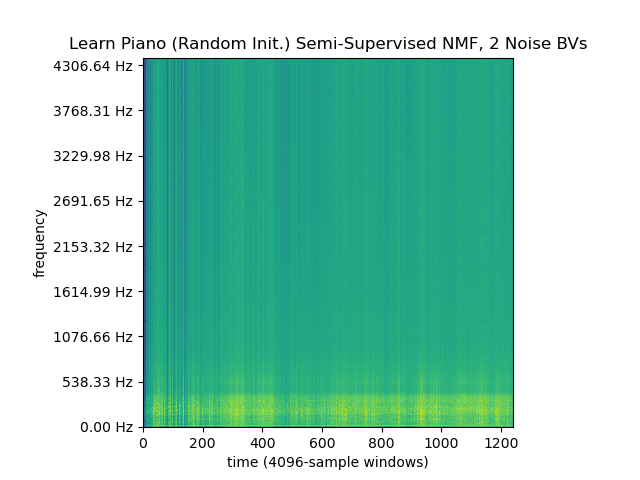 Learn Piano (Random Init.) Semi-Supervised NMF, 2 Noise BVs
4306.64 Hz
3768.31 Hz
3229.98 Hz
2691.65 Hz
2153.32 Hz
1614.99 Hz
1076.66 Hz
538.33 Hz
0.00 Hz
frequency
0 200 400 600 800 1000 1200
time (4096-sample windows)